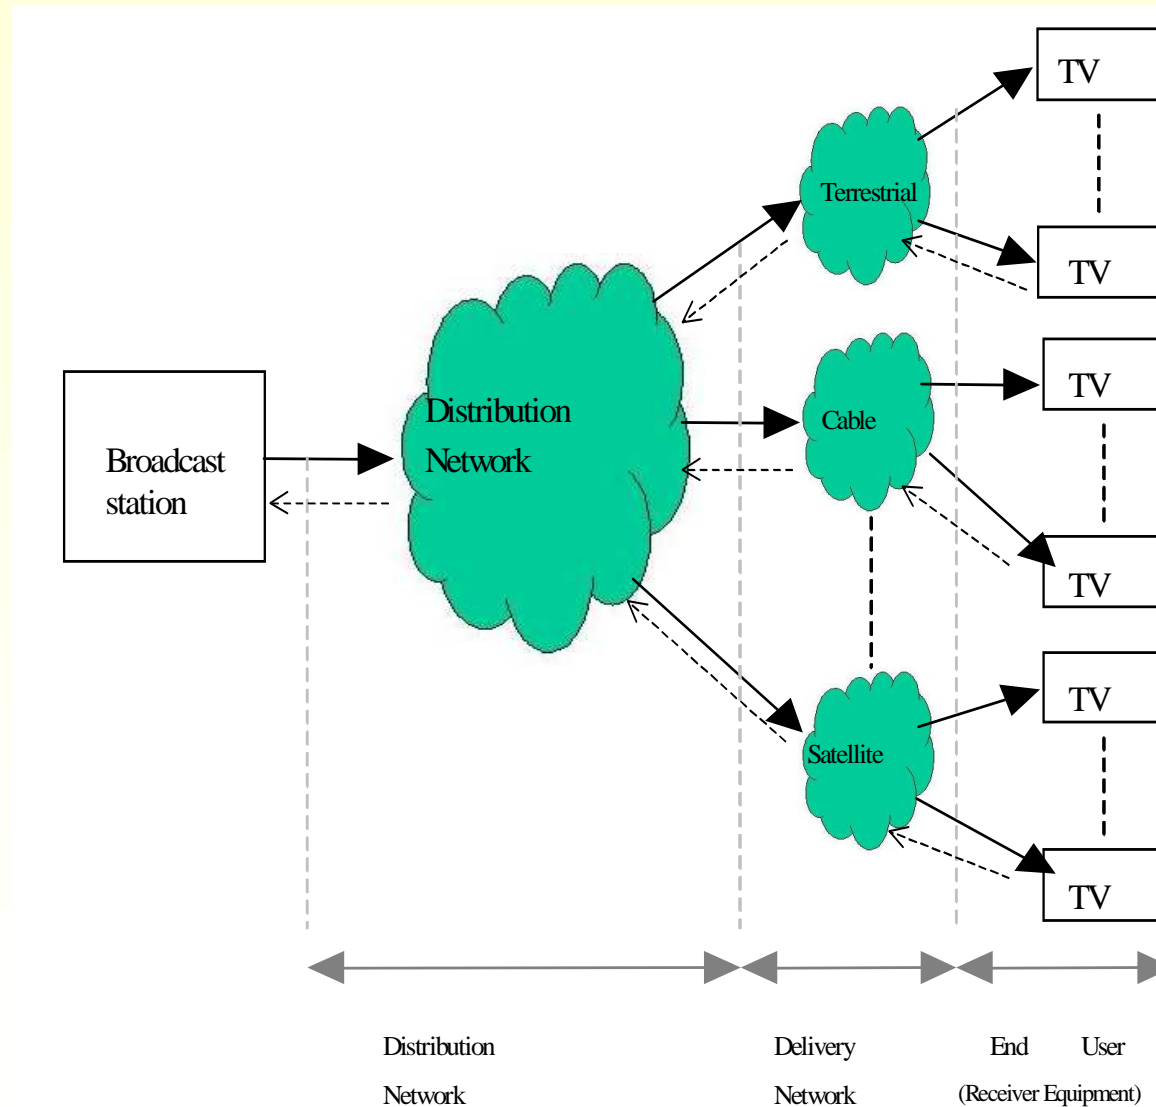 TV
Terrestrial
TV
TV
Distribution
Network
Cable
Broadcast
station
TV
TV
Satellite
TV
Distribution
Network
Delivery
Network
End User
(Receiver Equipment)